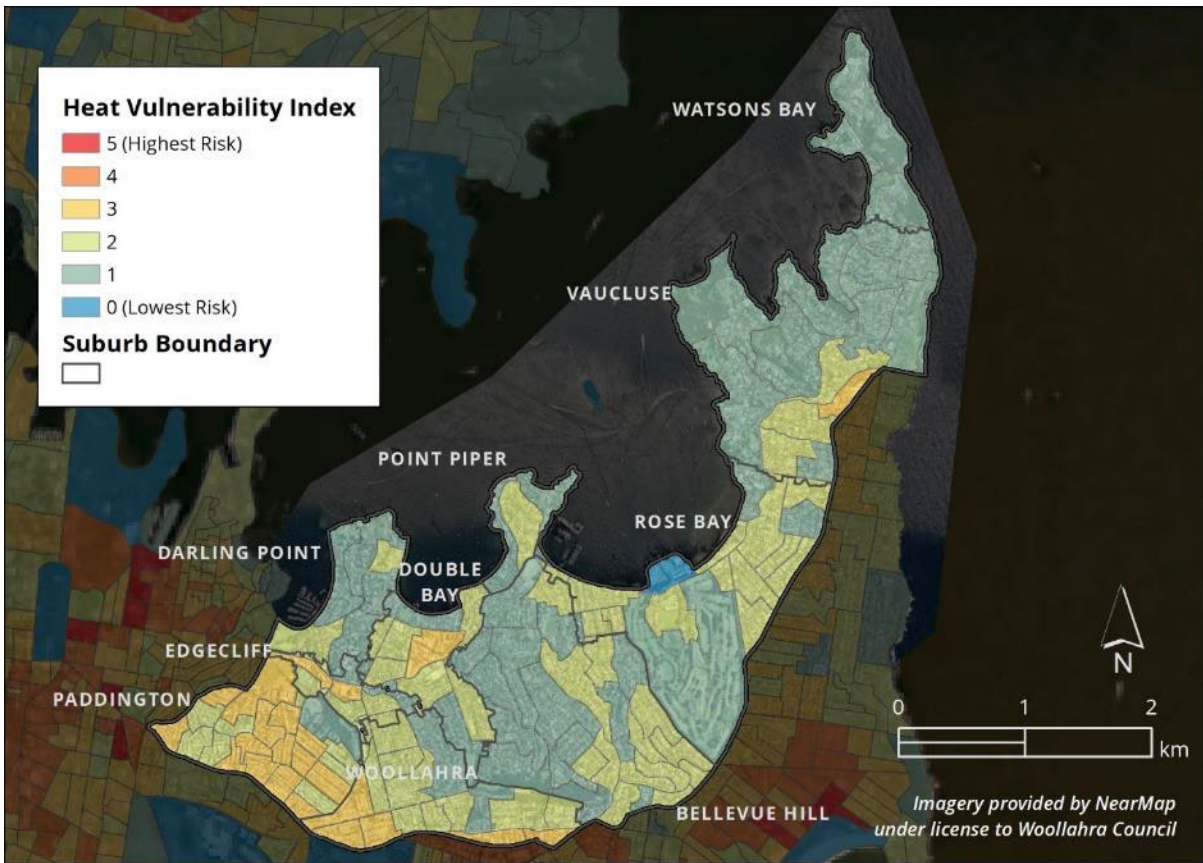 Heat Vulnerability Index
5 (Highest Risk)
4
3
2
1
0 (Lowest Risk)
Suburb Boundary
WATSONS BAY
VAUCLUSE
POINT PIPER
ROSE BAY
DARLING POINT
DOUBLE
BAY
EDGECLIFF
PADDINGTON
WOOLLAHRA
BELLEVUE HILL
N
0 1 2
km
Imagery provided by NearMap
under license to Woollahra Council